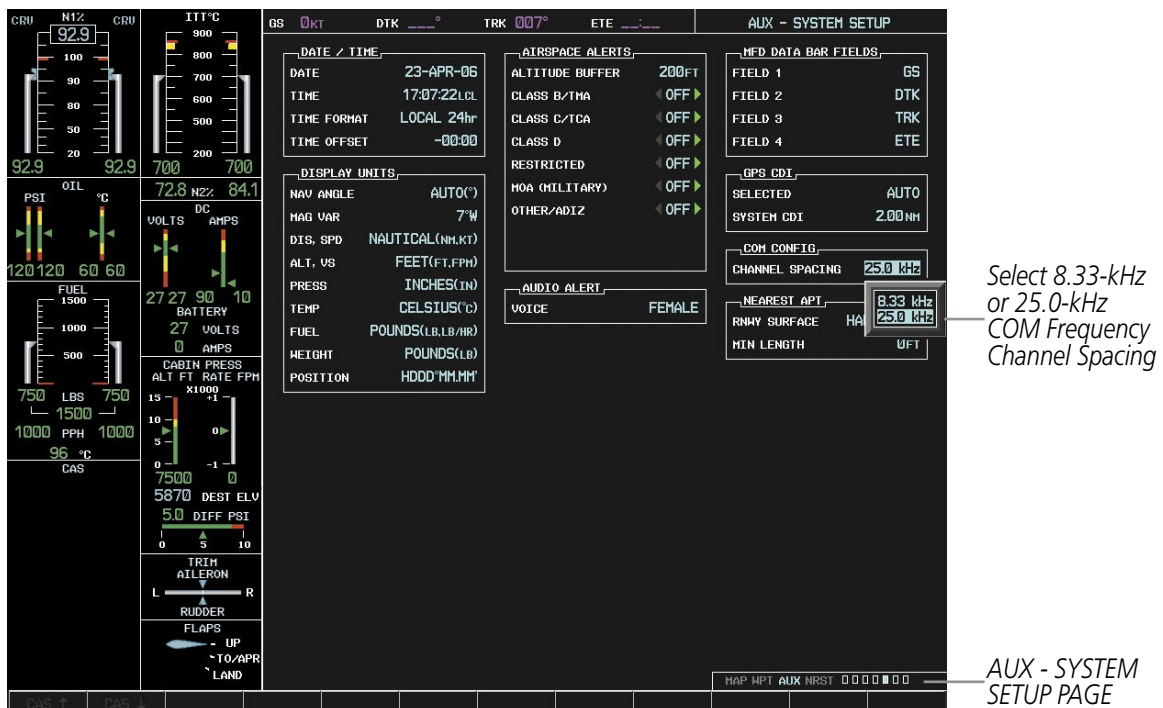 CRU N1% CRU
92.9
100
90
80
50
20
92.9 92.9
ITT°C
900
800
700
600
500
200
700 700
OIL
PSI °C
120 120 60 60
72.8 N2% 84.1
DC
VOLTS AMPS
27 27 90 10
BATTERY
27 VOLTS
0 AMPS
FUEL
1500
1000
500
750 LBS 750
1500
1000 PPH 1000
96 °C
CAS
CABIN PRESS
ALT FT RATE FPM
X1000
15 +1
10
5 0
0 -1
7500 0
5870 DEST ELV
5.0 DIFF PSI
0 5 10
TRIM
AILERON
L R
RUDDER
FLAPS
UP
TO/APR
LAND
GS 0KT DTK ___° TRK 007° ETE __:__
AUX - SYSTEM SETUP
DATE / TIME
DATE 23-APR-06
TIME 17:07:22LCL
TIME FORMAT LOCAL 24hr
TIME OFFSET -00:00
DISPLAY UNITS
NAV ANGLE AUTO(°)
MAG VAR 7°W
DIS, SPD NAUTICAL(NM,KT)
ALT, VS FEET(FT,FPM)
PRESS INCHES(IN)
TEMP CELSIUS(°C)
FUEL POUNDS(LB,LB/HR)
WEIGHT POUNDS(LB)
POSITION HDDD°MM.MM'
AIRSPACE ALERTS
ALTITUDE BUFFER 200FT
CLASS B/TMA OFF
CLASS C/TCA OFF
CLASS D OFF
RESTRICTED OFF
MOA (MILITARY) OFF
OTHER/ADIZ OFF
AUDIO ALERT
VOICE FEMALE
MFD DATA BAR FIELDS
FIELD 1 GS
FIELD 2 DTK
FIELD 3 TRK
FIELD 4 ETE
GPS CDI
SELECTED AUTO
SYSTEM CDI 2.00NM
COM CONFIG
CHANNEL SPACING 25.0 kHz
8.33 kHz
25.0 kHz
NEAREST APT
RNWY SURFACE HA
MIN LENGTH 0FT
Select 8.33-kHz
or 25.0-kHz
COM Frequency
Channel Spacing
MAP WPT AUX NRST
AUX - SYSTEM
SETUP PAGE
CAS ↑ CAS ↓